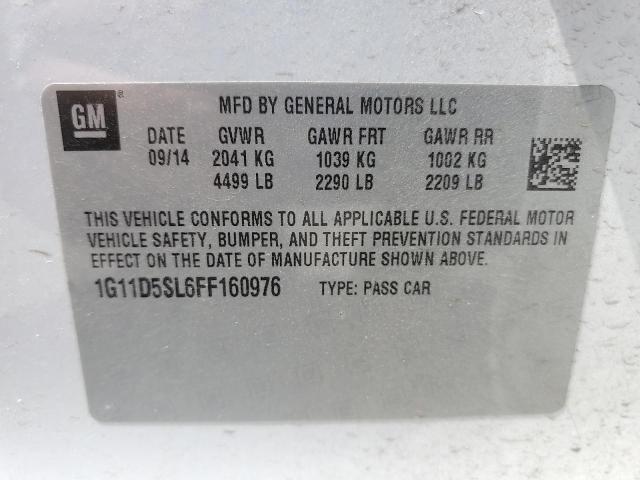 GM
MFD BY GENERAL MOTORS LLC
DATE GVWR GAWR FRT GAWR RR
09/14 2041 KG 1039 KG 1002 KG
4499 LB 2290 LB 2209 LB
THIS VEHICLE CONFORMS TO ALL APPLICABLE U.S. FEDERAL MOTOR
VEHICLE SAFETY, BUMPER, AND THEFT PREVENTION STANDARDS IN
EFFECT ON THE DATE OF MANUFACTURE SHOWN ABOVE.
1G11D5SL6FF160976 TYPE: PASS CAR